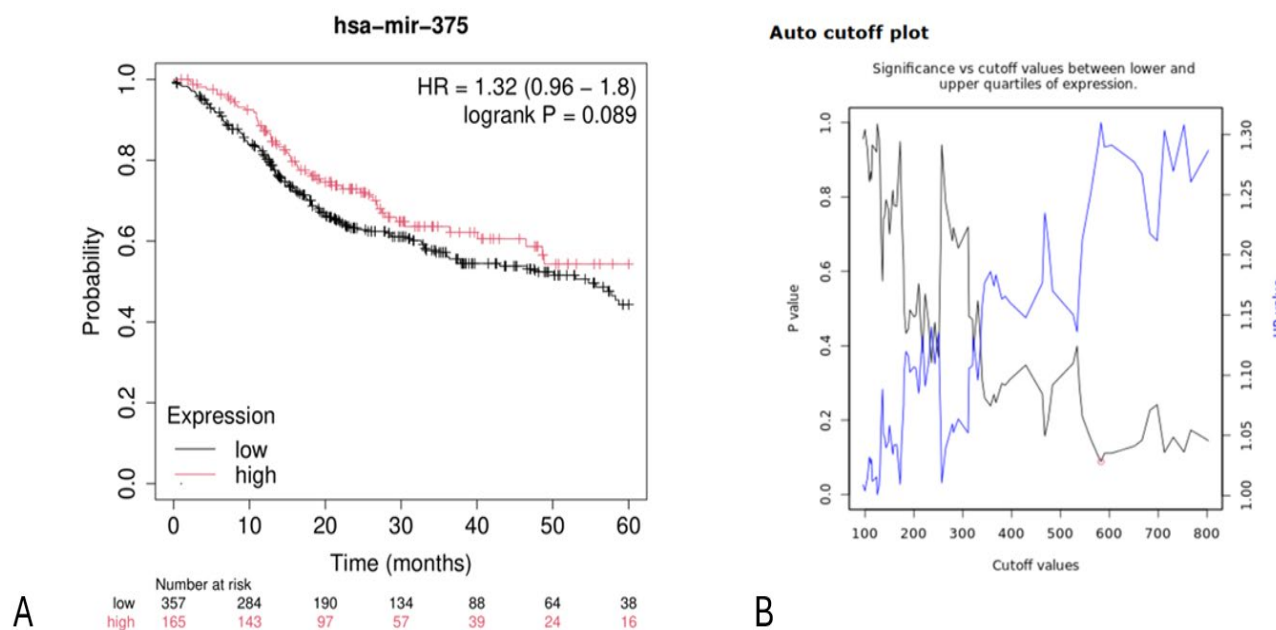 hsa-mir-375
HR = 1.32 (0.96 - 1.8)
logrank P = 0.089
Probability
1.0
0.8
0.6
0.4
0.2
0.0
Expression
low
high
0 10 20 30 40 50 60
Time (months)
Number at risk
low 357 284 190 134 88 64 38
high 165 143 97 57 39 24 16
A
Auto cutoff plot
Significance vs cutoff values between lower and
upper quartiles of expression.
P value
1.0
0.8
0.6
0.4
0.2
0.0
1.30
1.25
1.20
1.15
1.10
1.05
1.00
100 200 300 400 500 600 700 800
Cutoff values
B